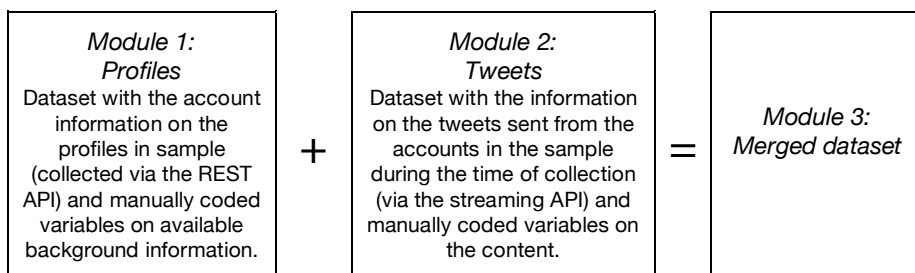 Module 1:
Profiles
Dataset with the account
information on the
profiles in sample
(collected via the REST
API) and manually coded
variables on available
background information.
+
Module 2:
Tweets
Dataset with the information
on the tweets sent from the
accounts in the sample
during the time of collection
(via the streaming API) and
manually coded variables on
the content.
=
Module 3:
Merged dataset